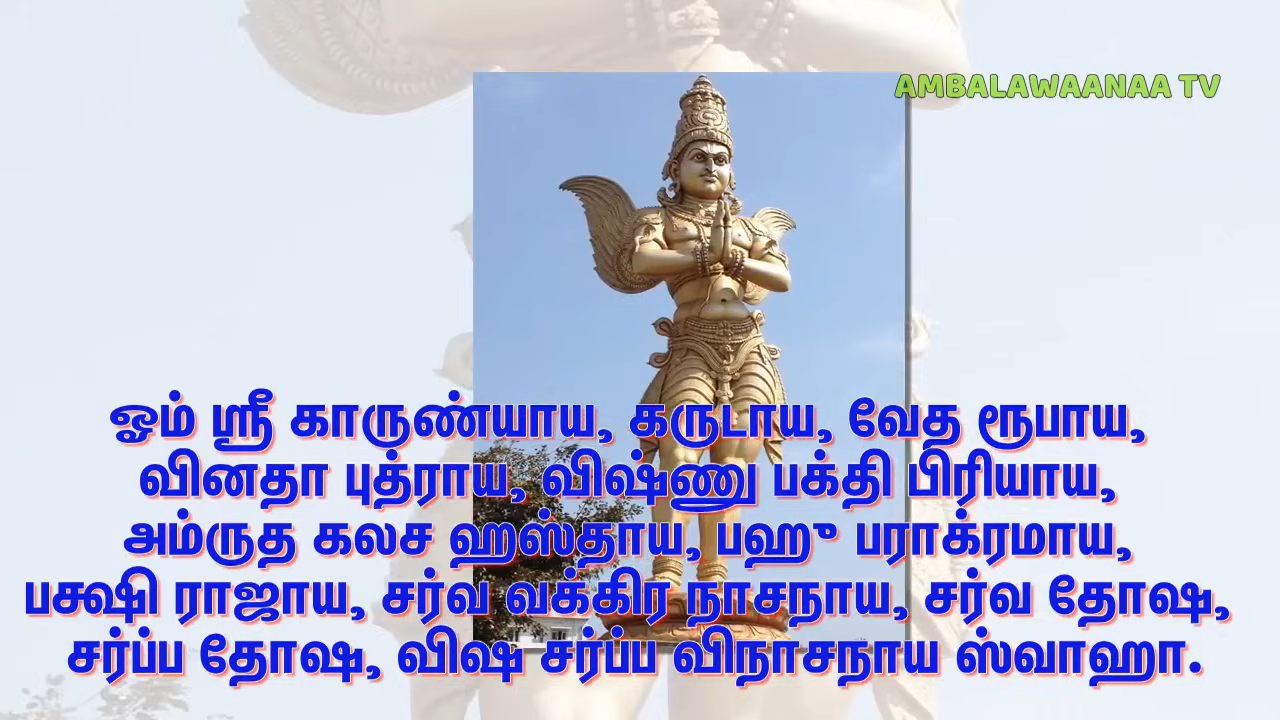 AMBALAWAANAA TV
ஓம் ஸ்ரீ காருண்யாய, கருடாய, வேத ரூபாய,
வினதா புத்ராய, விஷ்ணு பக்தி பிரியாய,
அம்ருத கலச ஹஸ்தாய, பஹு பராக்ரமாய,
பக்ஷி ராஜாய, சர்வ வக்கிர நாசநாய, சர்வ தோஷ,
சர்ப்ப தோஷ, விஷ சர்ப்ப விநாசநாய ஸ்வாஹா.